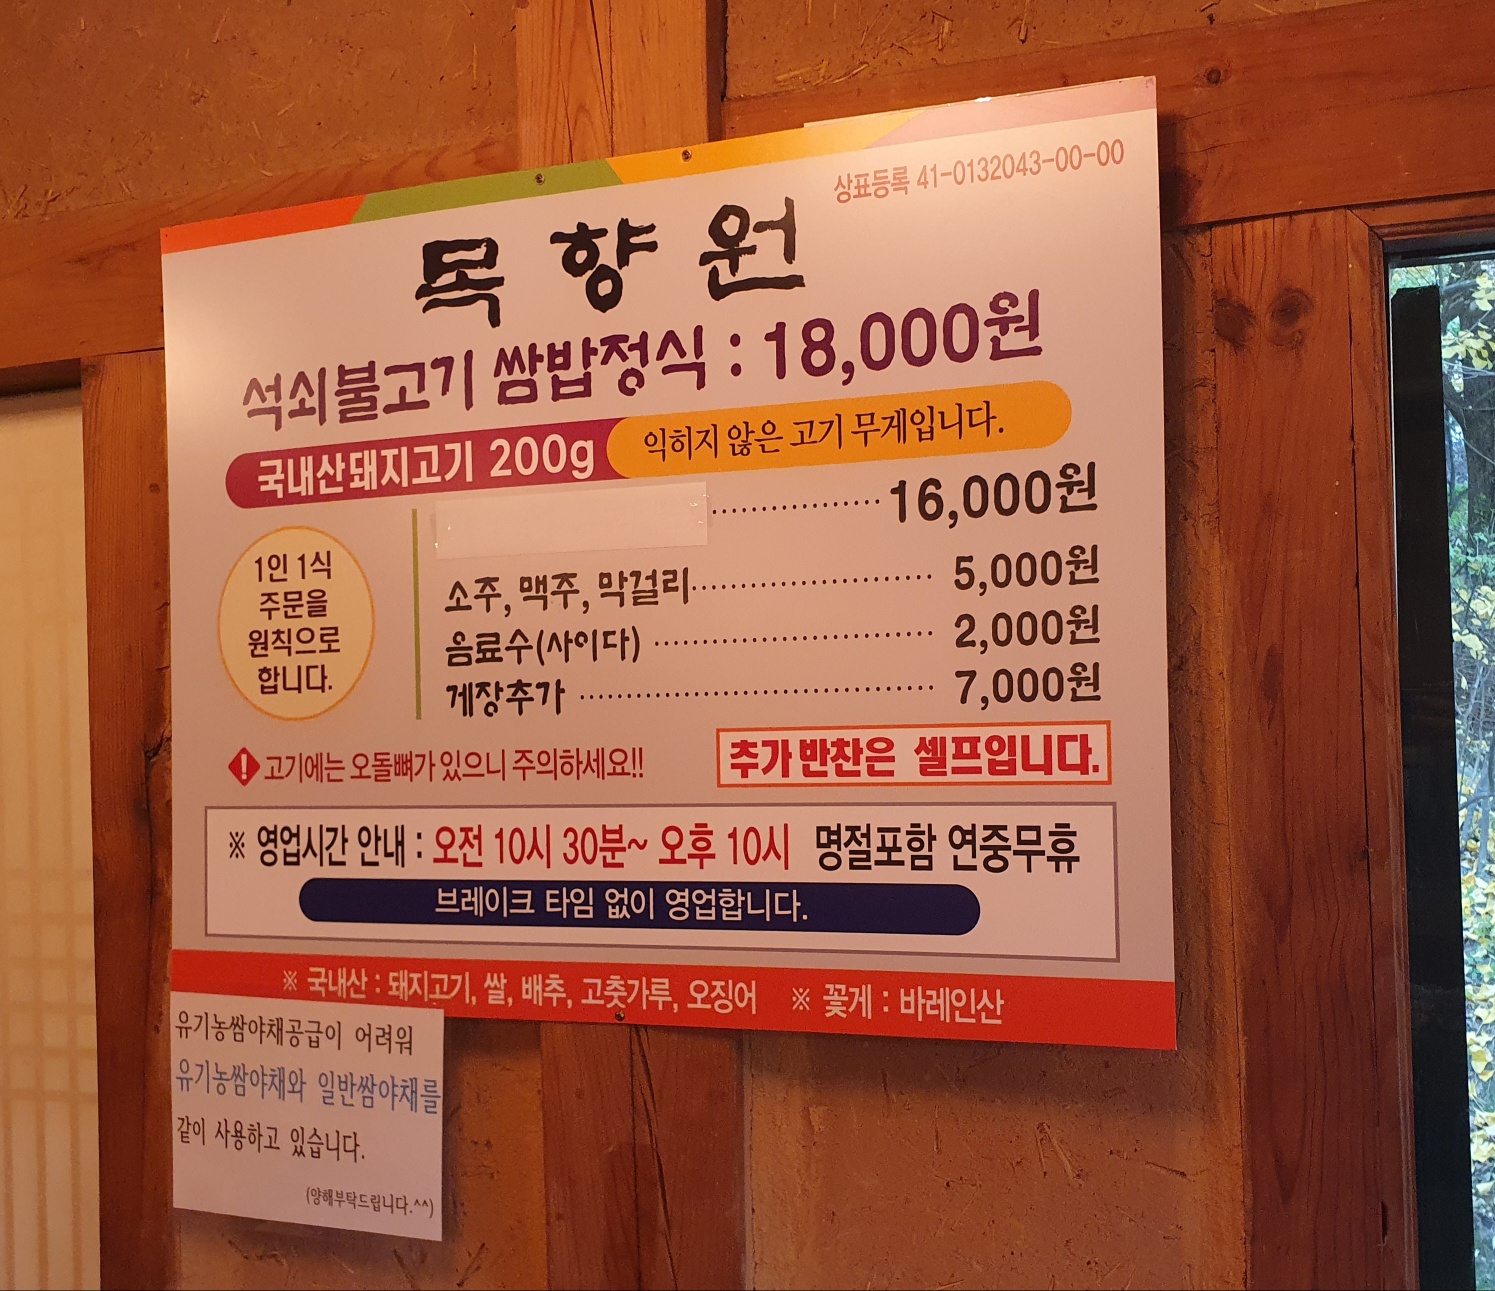 상표등록 41-0132043-00-00
목향원
석쇠불고기 쌈밥정식 : 18,000원
국내산돼지고기 200g 익히지 않은 고기 무게입니다.
················ 16,000원
1인 1식
주문을
원칙으로
합니다.
소주, 맥주, 막걸리························ 5,000원
음료수(사이다) ···························· 2,000원
게장추가 ··································· 7,000원
고기에는 오돌뼈가 있으니 주의하세요!!
추가 반찬은 셀프입니다.
※ 영업시간 안내 : 오전 10시 30분~ 오후 10시 명절포함 연중무휴
브레이크 타임 없이 영업합니다.
※ 국내산 : 돼지고기, 쌀, 배추, 고춧가루, 오징어 ※ 꽃게 : 바레인산
유기농쌈야채공급이 어려워
유기농쌈야채와 일반쌈야채를
같이 사용하고 있습니다.
(양해부탁드립니다.^^)